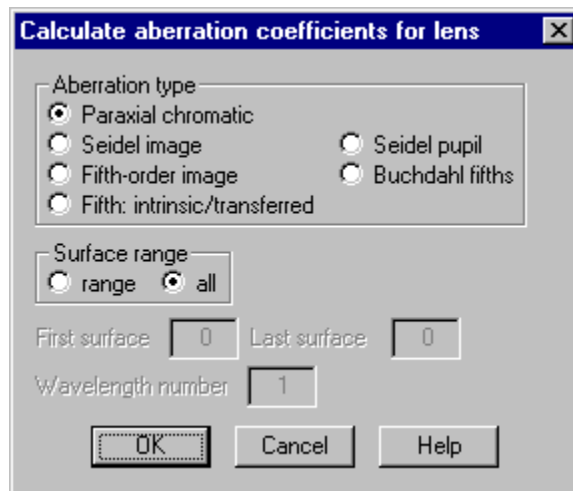 Calculate aberration coefficients for lens
Aberration type
Paraxial chromatic
Seidel image Seidel pupil
Fifth-order image Buchdahl fifths
Fifth: intrinsic/transferred
Surface range
range all
First surface 0 Last surface 0
Wavelength number 1
OK Cancel Help